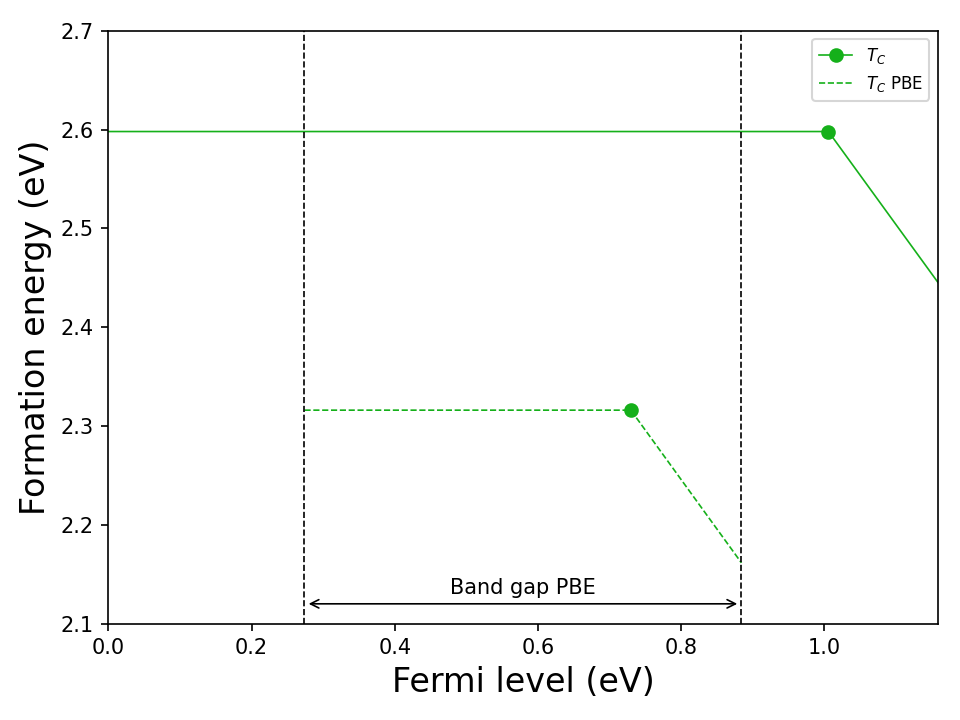 2.7
2.6
2.5
2.4
2.3
2.2
2.1
Formation energy (eV)
T_C
T_C PBE
Band gap PBE
0.0 0.2 0.4 0.6 0.8 1.0
Fermi level (eV)